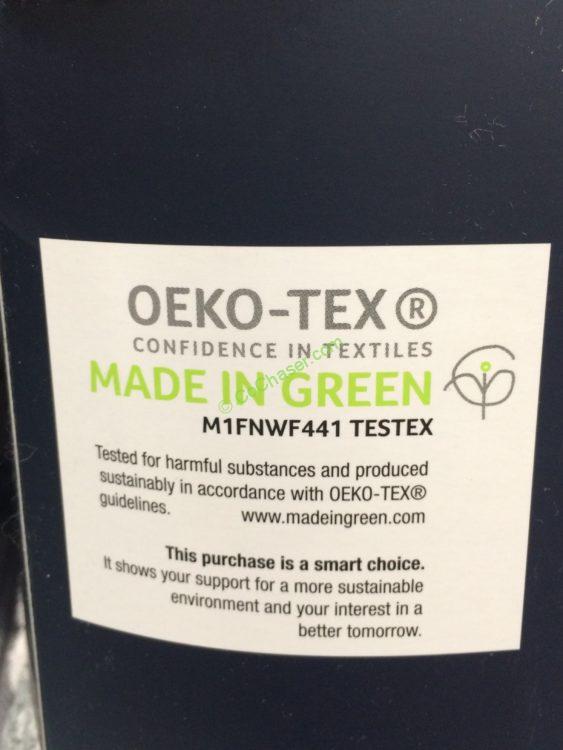 OEKO-TEX®
CONFIDENCE IN TEXTILES
MADE IN GREEN
© CoChaser.com
M1FNWF441 TESTEX
Tested for harmful substances and produced
sustainably in accordance with OEKO-TEX®
guidelines. www.madeingreen.com
This purchase is a smart choice.
It shows your support for a more sustainable
environment and your interest in a
better tomorrow.